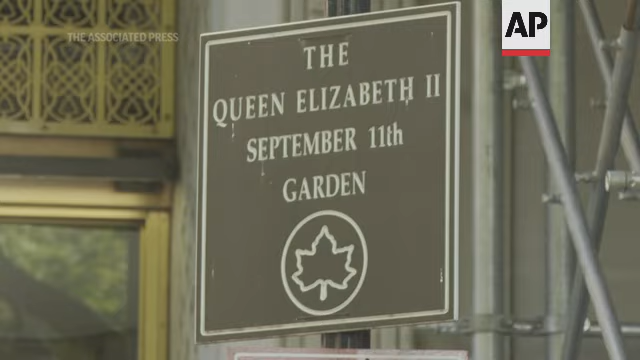 THE ASSOCIATED PRESS
AP
THE
QUEEN ELIZABETH II
SEPTEMBER 11th
GARDEN